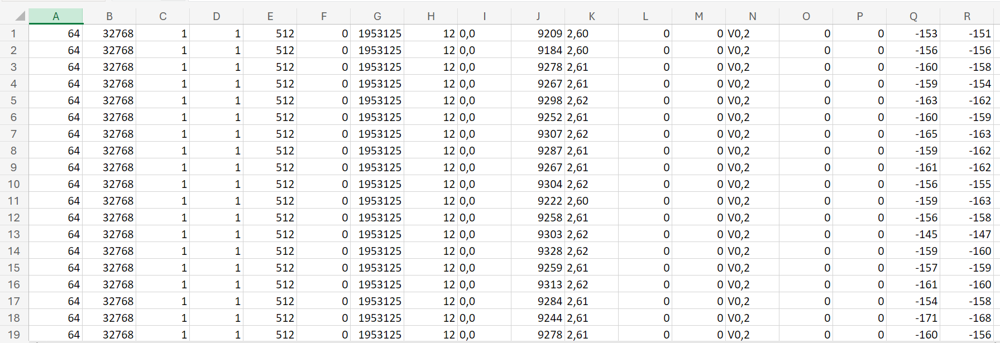 A B C D E F G H I J K L M N O P Q R
1 64 32768 1 1 512 0 1953125 12 0,0 9209 2,60 0 0 V0,2 0 0 -153 -151
2 64 32768 1 1 512 0 1953125 12 0,0 9184 2,60 0 0 V0,2 0 0 -156 -156
3 64 32768 1 1 512 0 1953125 12 0,0 9278 2,61 0 0 V0,2 0 0 -160 -158
4 64 32768 1 1 512 0 1953125 12 0,0 9267 2,61 0 0 V0,2 0 0 -159 -154
5 64 32768 1 1 512 0 1953125 12 0,0 9298 2,62 0 0 V0,2 0 0 -163 -162
6 64 32768 1 1 512 0 1953125 12 0,0 9252 2,61 0 0 V0,2 0 0 -160 -159
7 64 32768 1 1 512 0 1953125 12 0,0 9307 2,62 0 0 V0,2 0 0 -165 -163
8 64 32768 1 1 512 0 1953125 12 0,0 9287 2,61 0 0 V0,2 0 0 -159 -162
9 64 32768 1 1 512 0 1953125 12 0,0 9267 2,61 0 0 V0,2 0 0 -161 -162
10 64 32768 1 1 512 0 1953125 12 0,0 9304 2,62 0 0 V0,2 0 0 -156 -155
11 64 32768 1 1 512 0 1953125 12 0,0 9222 2,60 0 0 V0,2 0 0 -159 -163
12 64 32768 1 1 512 0 1953125 12 0,0 9258 2,61 0 0 V0,2 0 0 -156 -158
13 64 32768 1 1 512 0 1953125 12 0,0 9303 2,62 0 0 V0,2 0 0 -145 -147
14 64 32768 1 1 512 0 1953125 12 0,0 9328 2,62 0 0 V0,2 0 0 -159 -160
15 64 32768 1 1 512 0 1953125 12 0,0 9259 2,61 0 0 V0,2 0 0 -157 -159
16 64 32768 1 1 512 0 1953125 12 0,0 9313 2,62 0 0 V0,2 0 0 -161 -160
17 64 32768 1 1 512 0 1953125 12 0,0 9284 2,61 0 0 V0,2 0 0 -154 -158
18 64 32768 1 1 512 0 1953125 12 0,0 9244 2,61 0 0 V0,2 0 0 -171 -168
19 64 32768 1 1 512 0 1953125 12 0,0 9278 2,61 0 0 V0,2 0 0 -160 -156